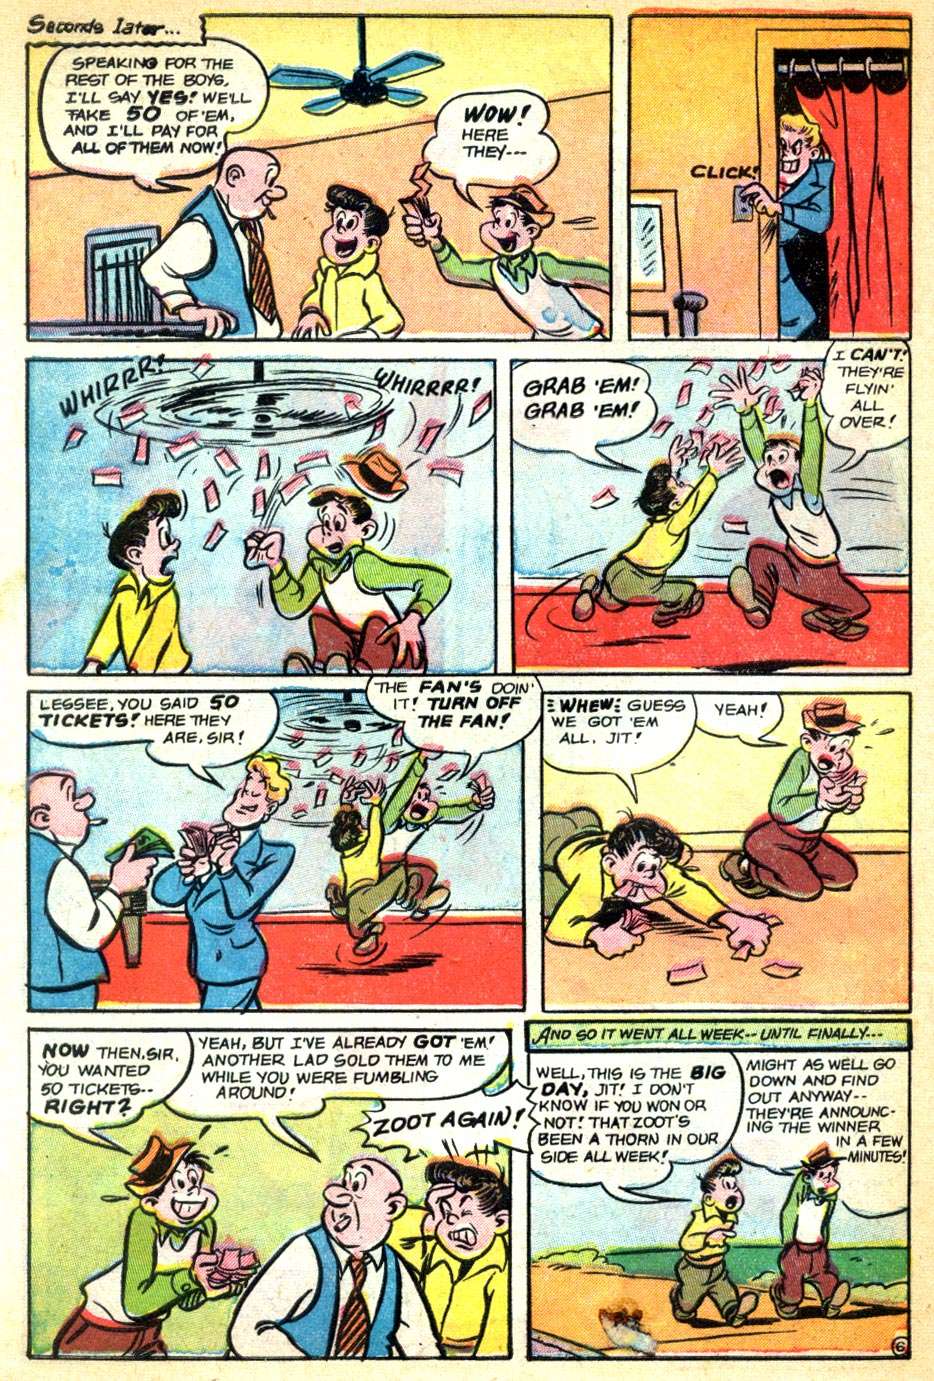 Seconds later...
SPEAKING FOR THE
REST OF THE BOYS,
I'LL SAY YES! WE'LL
TAKE 50 OF 'EM,
AND I'LL PAY FOR
ALL OF THEM NOW!
WOW!
HERE
THEY---
CLICK!
WHIRRR!
WHIRRRR!
GRAB 'EM!
GRAB 'EM!
I CAN'T!
THEY'RE
FLYIN'
ALL
OVER!
LESSEE, YOU SAID 50
TICKETS! HERE THEY
ARE, SIR!
THE FAN'S DOIN'
IT! TURN OFF
THE FAN!
WHEW! GUESS
WE GOT 'EM
ALL, JIT!
YEAH!
NOW THEN, SIR,
YOU WANTED
50 TICKETS--
RIGHT?
YEAH, BUT I'VE ALREADY GOT 'EM!
ANOTHER LAD SOLD THEM TO ME
WHILE YOU WERE FUMBLING
AROUND!
ZOOT AGAIN!
AND SO IT WENT ALL WEEK-- UNTIL FINALLY---
WELL, THIS IS THE BIG
DAY, JIT! I DON'T
KNOW IF YOU WON OR
NOT! THAT ZOOT'S
BEEN A THORN IN OUR
SIDE ALL WEEK!
MIGHT AS WELL GO
DOWN AND FIND
OUT ANYWAY--
THEY'RE ANNOUNC-
ING THE WINNER
IN A FEW
MINUTES!
6